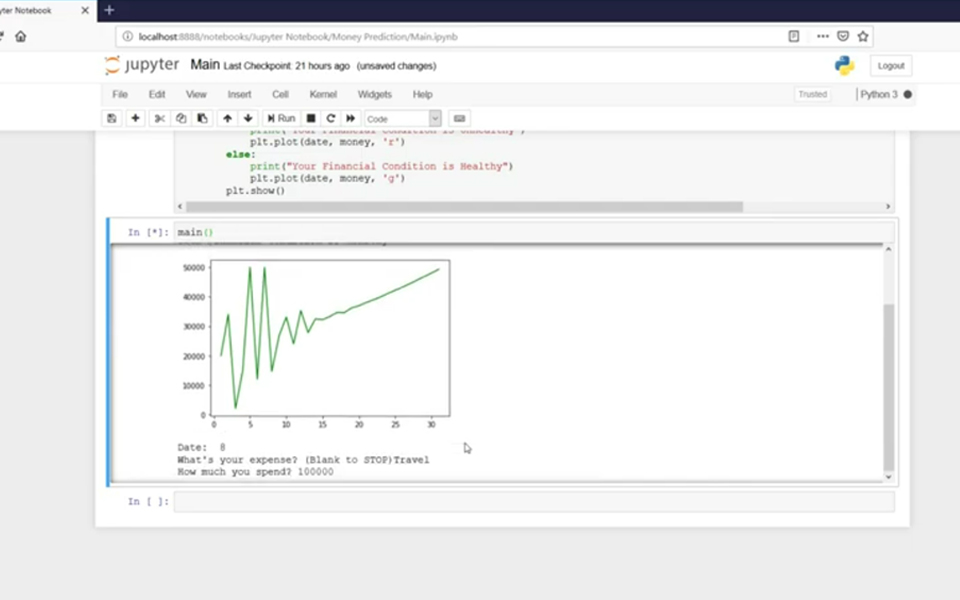 yter Notebook
localhost:8888/notebooks/Jupyter Notebook/Money Prediction/Main.ipynb
jupyter Main Last Checkpoint: 21 hours ago (unsaved changes)
Logout
File Edit View Insert Cell Kernel Widgets Help
Trusted
Python 3
Run
Code
print("Your Financial Condition is Unhealthy")
plt.plot(date, money, 'r')
else:
print("Your Financial Condition is Healthy")
plt.plot(date, money, 'g')
plt.show()
In [*]: main()
50000
40000
30000
20000
10000
0
0 5 10 15 20 25 30
Date: 8
What's your expense? (Blank to STOP)Travel
How much you spend? 100000
In [ ]: